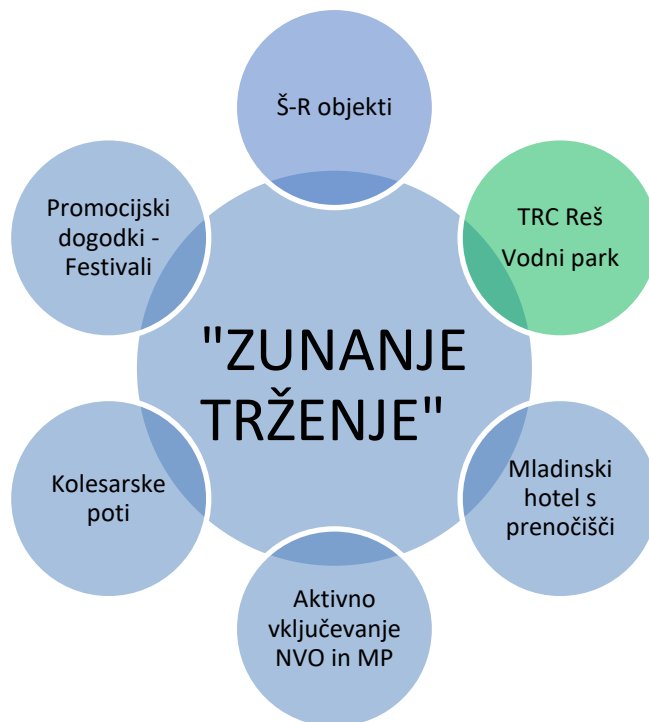 Š-R objekti
TRC Reš
Vodni park
Mladinski
hotel s
prenočišči
Aktivno
vključevanje
NVO in MP
Kolesarske
poti
Promocijski
dogodki -
Festivali
"ZUNANJE
TRŽENJE"